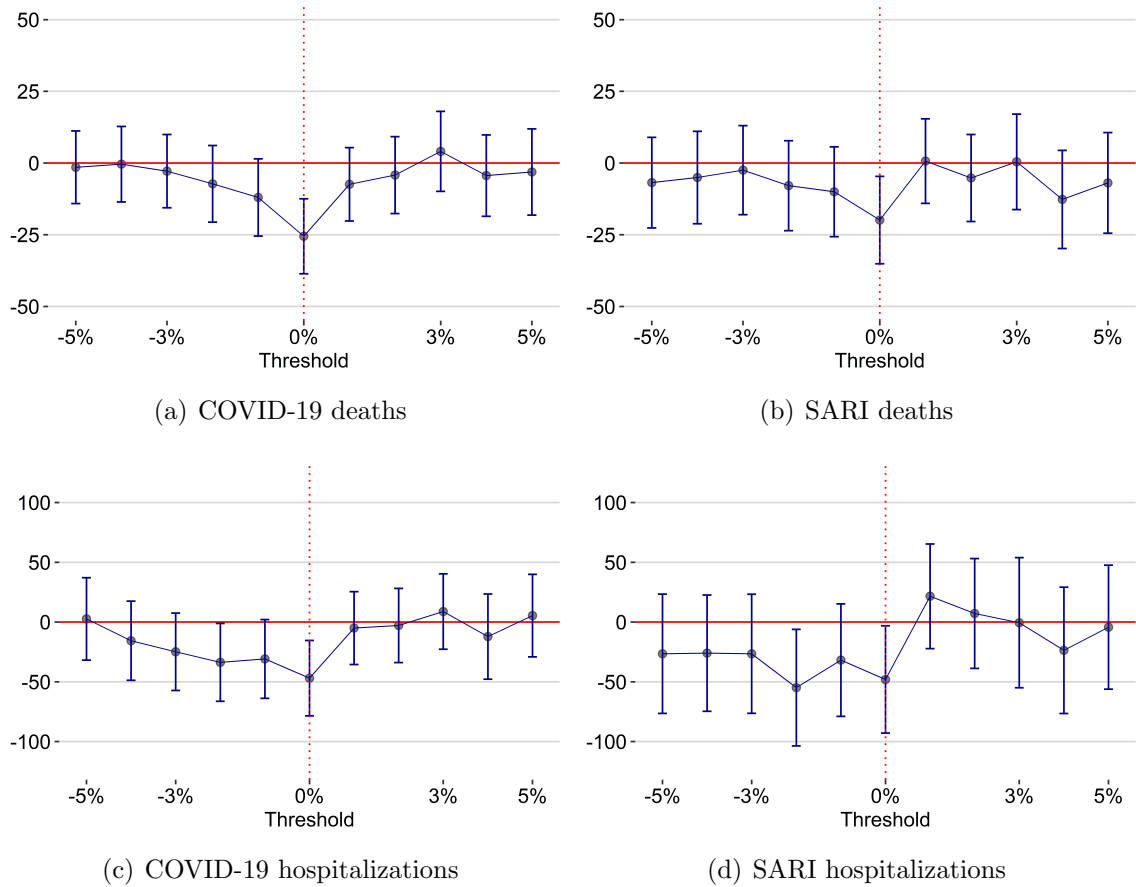 50
25
0
-25
-50
-5% -3% 0% 3% 5%
Threshold
(a) COVID-19 deaths
50
25
0
-25
-50
-5% -3% 0% 3% 5%
Threshold
(b) SARI deaths
100
50
0
-50
-100
-5% -3% 0% 3% 5%
Threshold
(c) COVID-19 hospitalizations
100
50
0
-50
-100
-5% -3% 0% 3% 5%
Threshold
(d) SARI hospitalizations